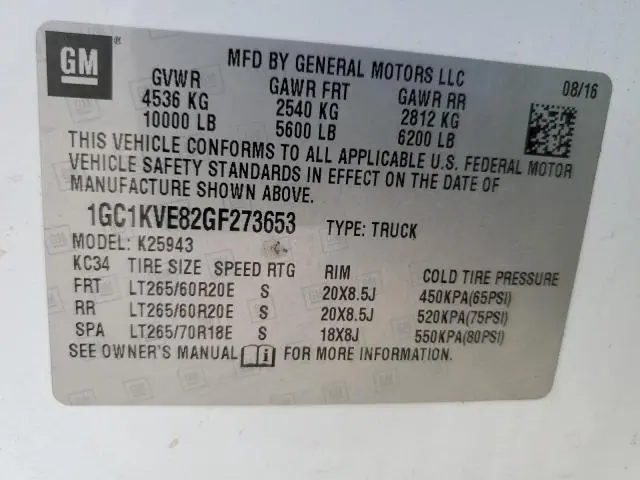 GM
MFD BY GENERAL MOTORS LLC
08/16
GVWR GAWR FRT GAWR RR
4536 KG 2540 KG 2812 KG
10000 LB 5600 LB 6200 LB
THIS VEHICLE CONFORMS TO ALL APPLICABLE U.S. FEDERAL MOTOR
VEHICLE SAFETY STANDARDS IN EFFECT ON THE DATE OF
MANUFACTURE SHOWN ABOVE.
1GC1KVE82GF273653 TYPE: TRUCK
MODEL: K25943
KC34 TIRE SIZE SPEED RTG RIM COLD TIRE PRESSURE
FRT LT265/60R20E S 20X8.5J 450KPA(65PSI)
RR LT265/60R20E S 20X8.5J 520KPA(75PSI)
SPA LT265/70R18E S 18X8J 550KPA(80PSI)
SEE OWNER'S MANUAL FOR MORE INFORMATION.